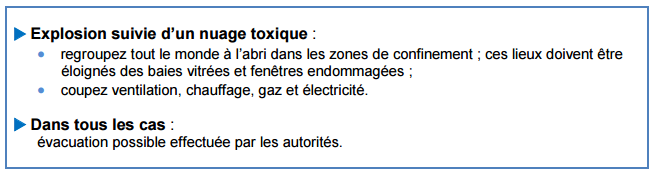 Explosion suivie d’un nuage toxique :
regroupez tout le monde à l’abri dans les zones de confinement ; ces lieux doivent être
éloignés des baies vitrées et fenêtres endommagées ;
coupez ventilation, chauffage, gaz et électricité.
Dans tous les cas :
évacuation possible effectuée par les autorités.